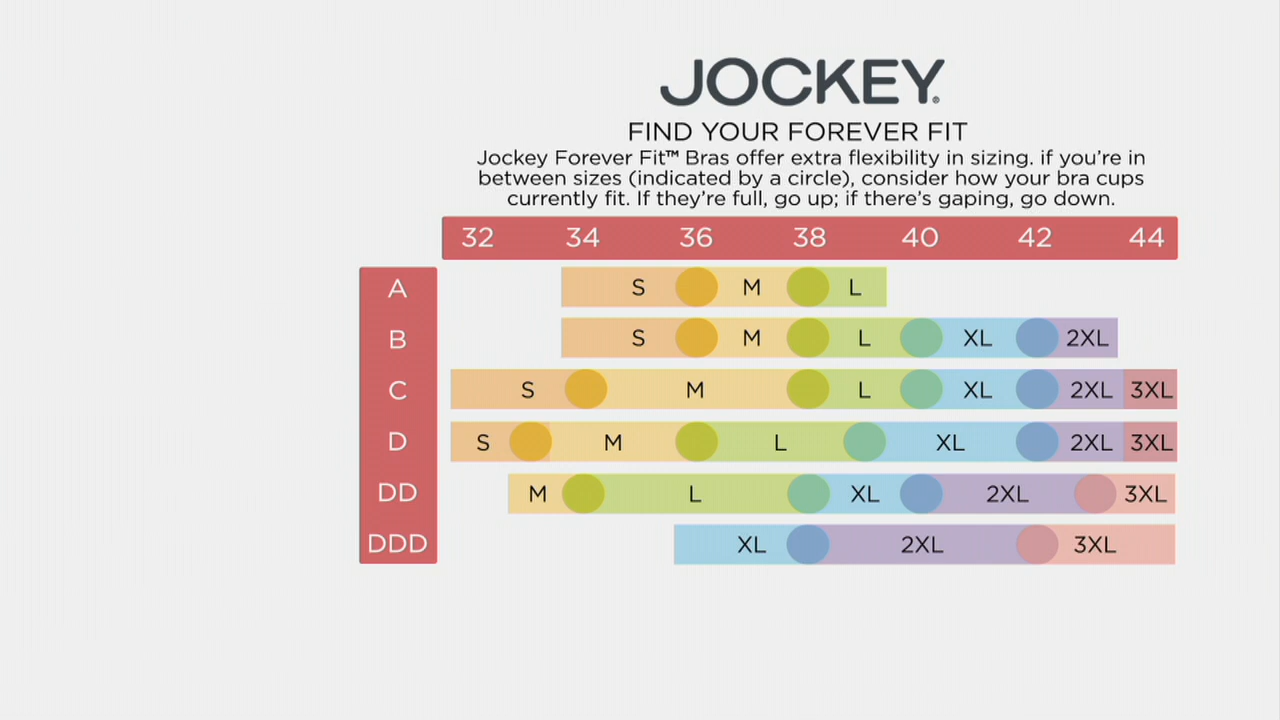 JOCKEY®
FIND YOUR FOREVER FIT
Jockey Forever Fit™ Bras offer extra flexibility in sizing. if you're in
between sizes (indicated by a circle), consider how your bra cups
currently fit. If they're full, go up; if there's gaping, go down.
32 34 36 38 40 42 44
A S M L
B S M L XL 2XL
C S M L XL 2XL 3XL
D S M L XL 2XL 3XL
DD M L XL 2XL 3XL
DDD XL 2XL 3XL